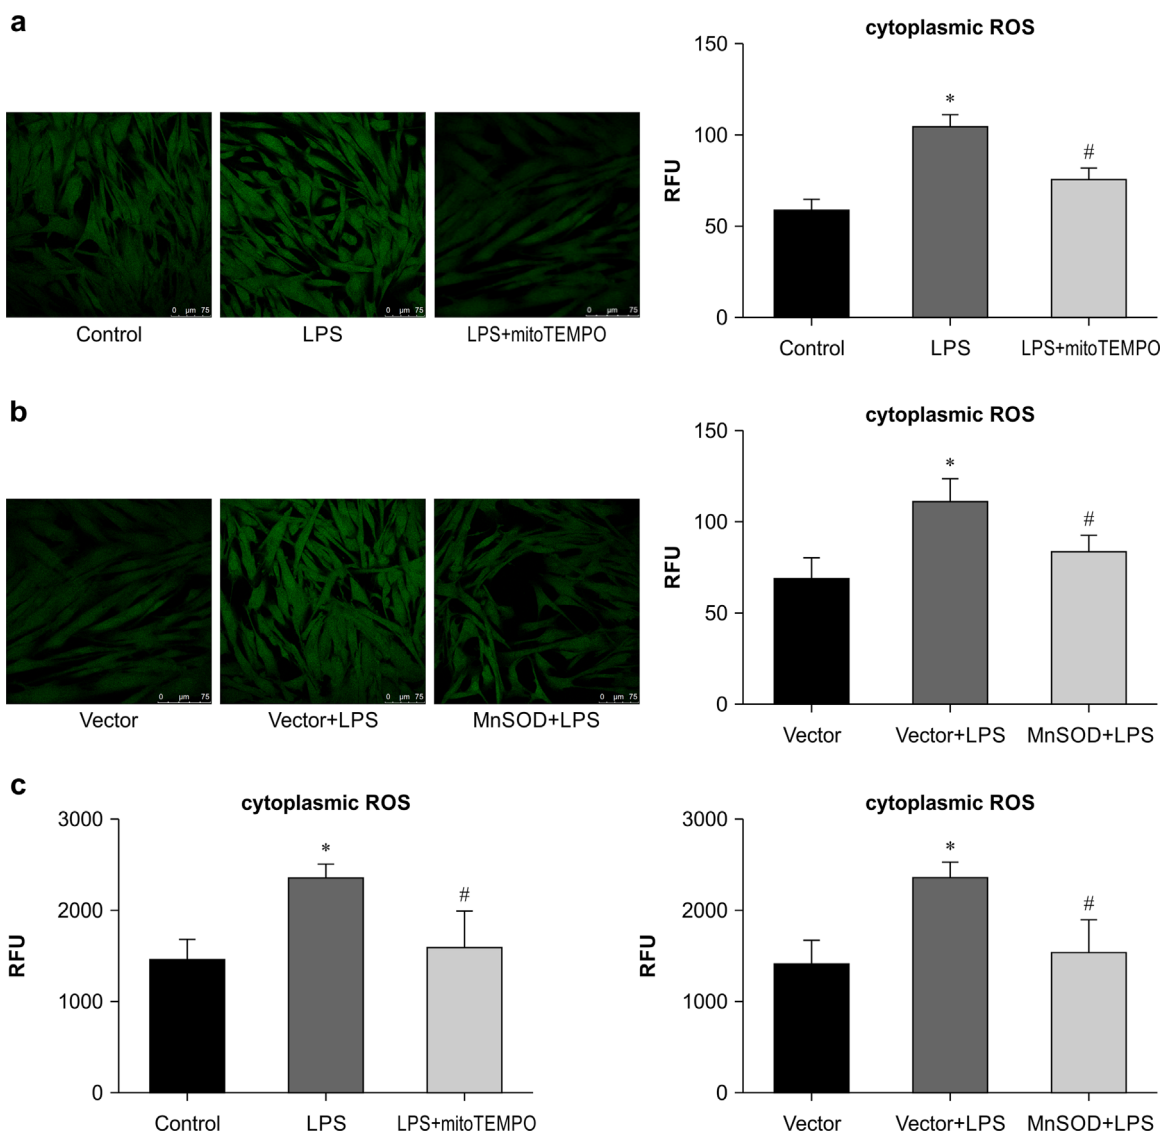 a
cytoplasmic ROS
150
100
50
0
RFU
*
#
0 µm 75
0 µm 75
0 µm 75
Control
LPS
LPS+mitoTEMPO
Control
LPS
LPS+mitoTEMPO
b
cytoplasmic ROS
150
100
50
0
RFU
*
#
0 µm 75
0 µm 75
0 µm 75
Vector
Vector+LPS
MnSOD+LPS
Vector
Vector+LPS
MnSOD+LPS
c
cytoplasmic ROS
3000
2000
1000
0
RFU
*
#
Control
LPS
LPS+mitoTEMPO
cytoplasmic ROS
3000
2000
1000
0
RFU
*
#
Vector
Vector+LPS
MnSOD+LPS